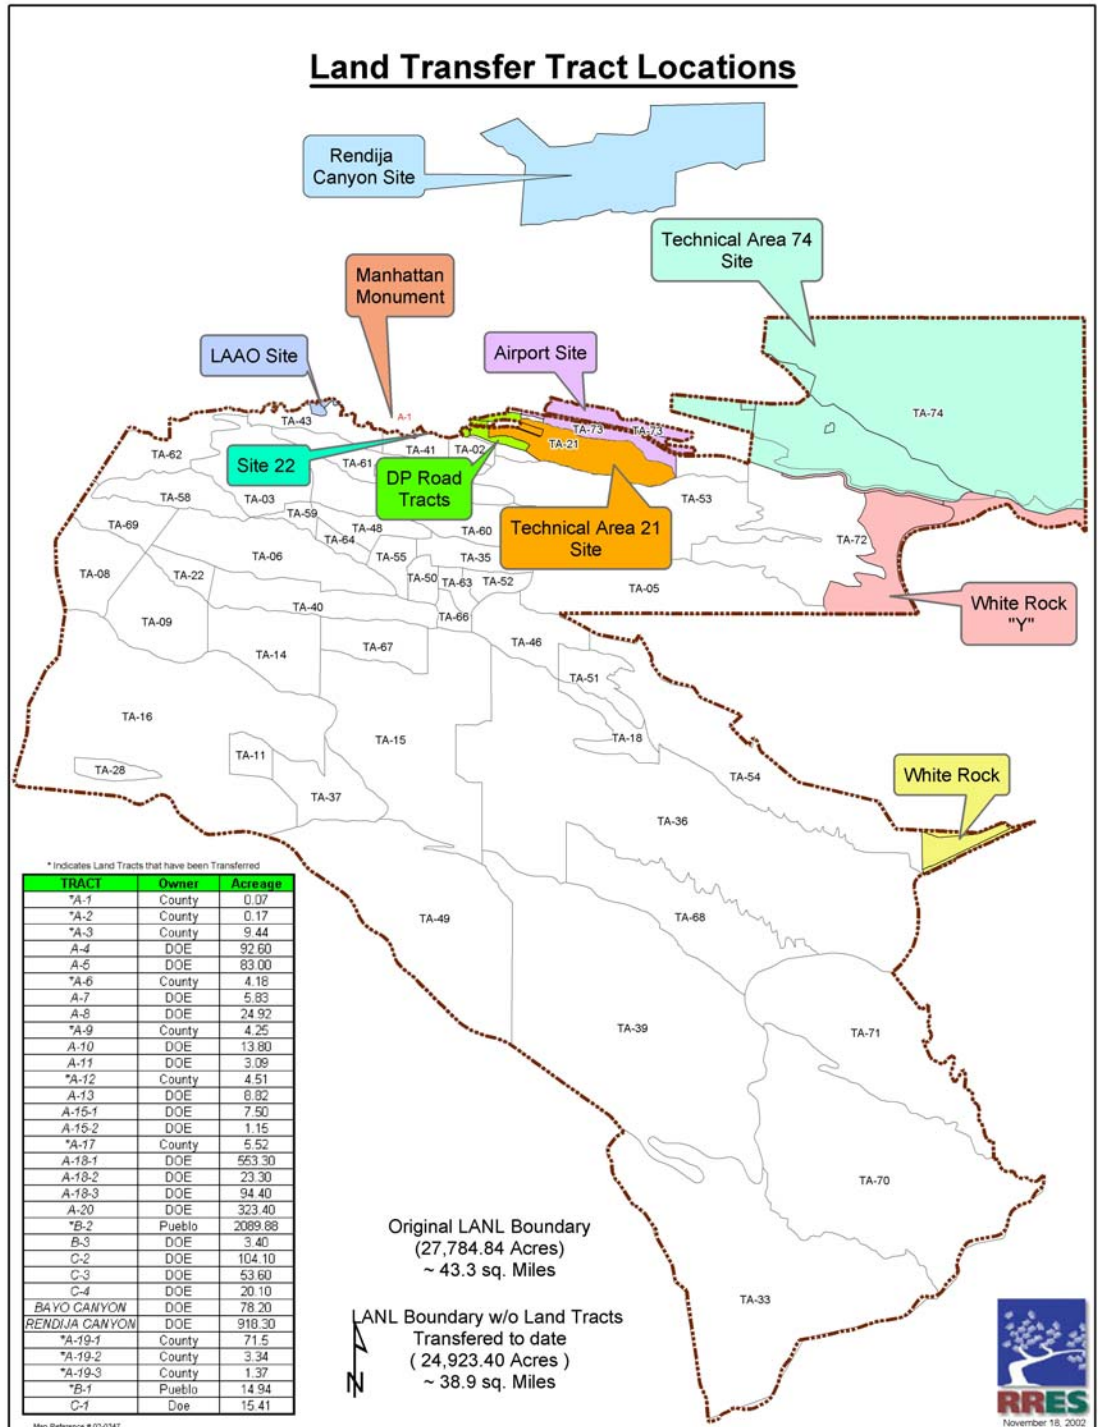 Land Transfer Tract Locations
Rendija
Canyon Site
Technical Area 74
Site
Manhattan
Monument
LAAO Site
Airport Site
A-1
TA-43
TA-73
TA-73
TA-74
TA-62
Site 22
TA-41
TA-02
TA-21
TA-61
DP Road
Tracts
TA-58
TA-03
TA-53
TA-59
Technical Area 21
Site
TA-69
TA-48
TA-60
TA-64
TA-72
TA-06
TA-55
TA-35
TA-08
TA-22
TA-50
TA-63
TA-52
TA-05
TA-40
TA-66
White Rock
"Y"
TA-09
TA-46
TA-14
TA-67
TA-51
TA-16
TA-15
TA-18
TA-11
TA-28
TA-54
White Rock
TA-37
TA-36
* Indicates Land Tracts that have been Transferred
TRACT Owner Acreage
*A-1 County 0.07
*A-2 County 0.17
*A-3 County 9.44
A-4 DOE 92.60
A-5 DOE 83.00
*A-6 County 4.18
A-7 DOE 5.83
A-8 DOE 24.92
*A-9 County 4.25
A-10 DOE 13.80
A-11 DOE 3.09
*A-12 County 4.51
A-13 DOE 8.82
A-15-1 DOE 7.50
A-15-2 DOE 1.15
*A-17 County 5.52
A-18-1 DOE 553.30
A-18-2 DOE 23.30
A-18-3 DOE 94.40
A-20 DOE 323.40
*B-2 Pueblo 2089.88
B-3 DOE 3.40
C-2 DOE 104.10
C-3 DOE 53.60
C-4 DOE 20.10
BAYO CANYON DOE 78.20
RENDIJA CANYON DOE 918.30
*A-19-1 County 71.5
*A-19-2 County 3.34
*A-19-3 County 1.37
*B-1 Pueblo 14.94
C-1 Doe 15.41
TA-49
TA-68
TA-39
TA-71
TA-70
TA-33
Original LANL Boundary
(27,784.84 Acres)
~ 43.3 sq. Miles
LANL Boundary w/o Land Tracts
Transfered to date
( 24,923.40 Acres )
~ 38.9 sq. Miles
N
RRES
November 18, 2002